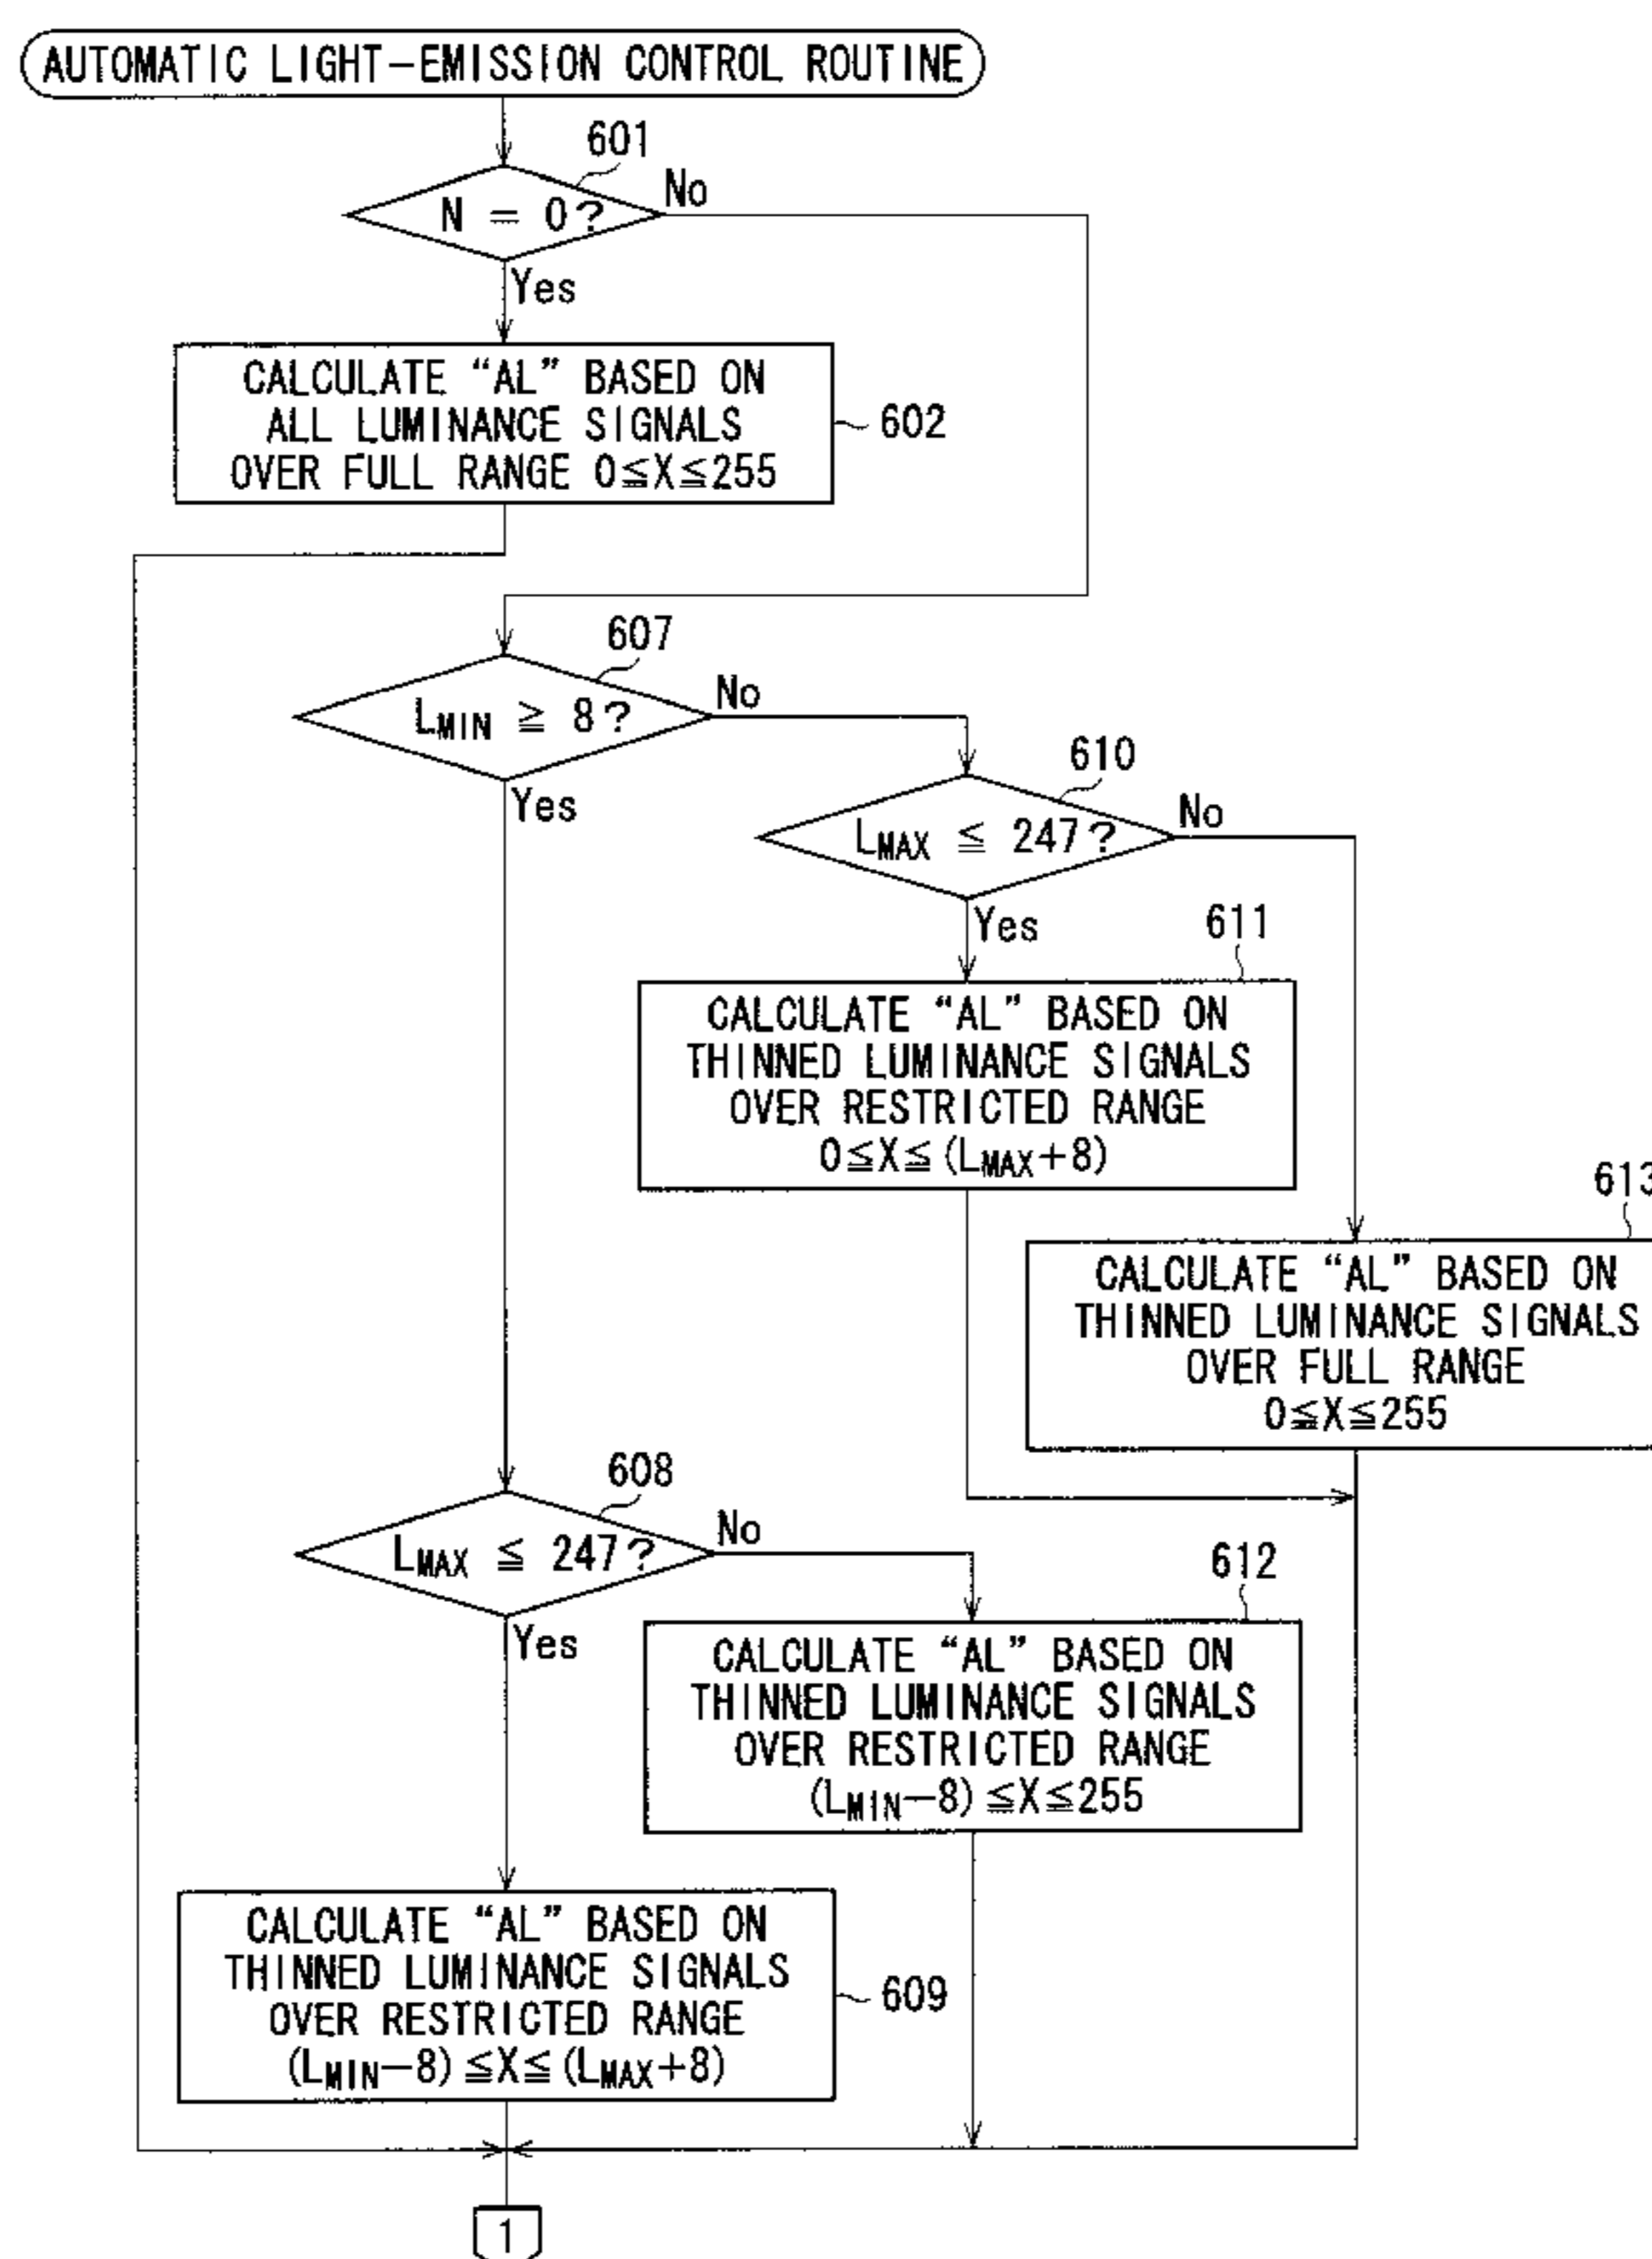 AUTOMATIC LIGHT-EMISSION CONTROL ROUTINE
601
N = 0?
No
Yes
CALCULATE “AL” BASED ON
ALL LUMINANCE SIGNALS
OVER FULL RANGE 0≦X≦255
602
607
LMIN ≧ 8?
No
Yes
610
LMAX ≦ 247?
No
Yes
611
CALCULATE “AL” BASED ON
THINNED LUMINANCE SIGNALS
OVER RESTRICTED RANGE
0≦X≦(LMAX+8)
613
CALCULATE “AL” BASED ON
THINNED LUMINANCE SIGNALS
OVER FULL RANGE
0≦X≦255
608
LMAX ≦ 247?
No
Yes
612
CALCULATE “AL” BASED ON
THINNED LUMINANCE SIGNALS
OVER RESTRICTED RANGE
(LMIN−8)≦X≦255
CALCULATE “AL” BASED ON
THINNED LUMINANCE SIGNALS
OVER RESTRICTED RANGE
(LMIN−8)≦X≦(LMAX+8)
609
1